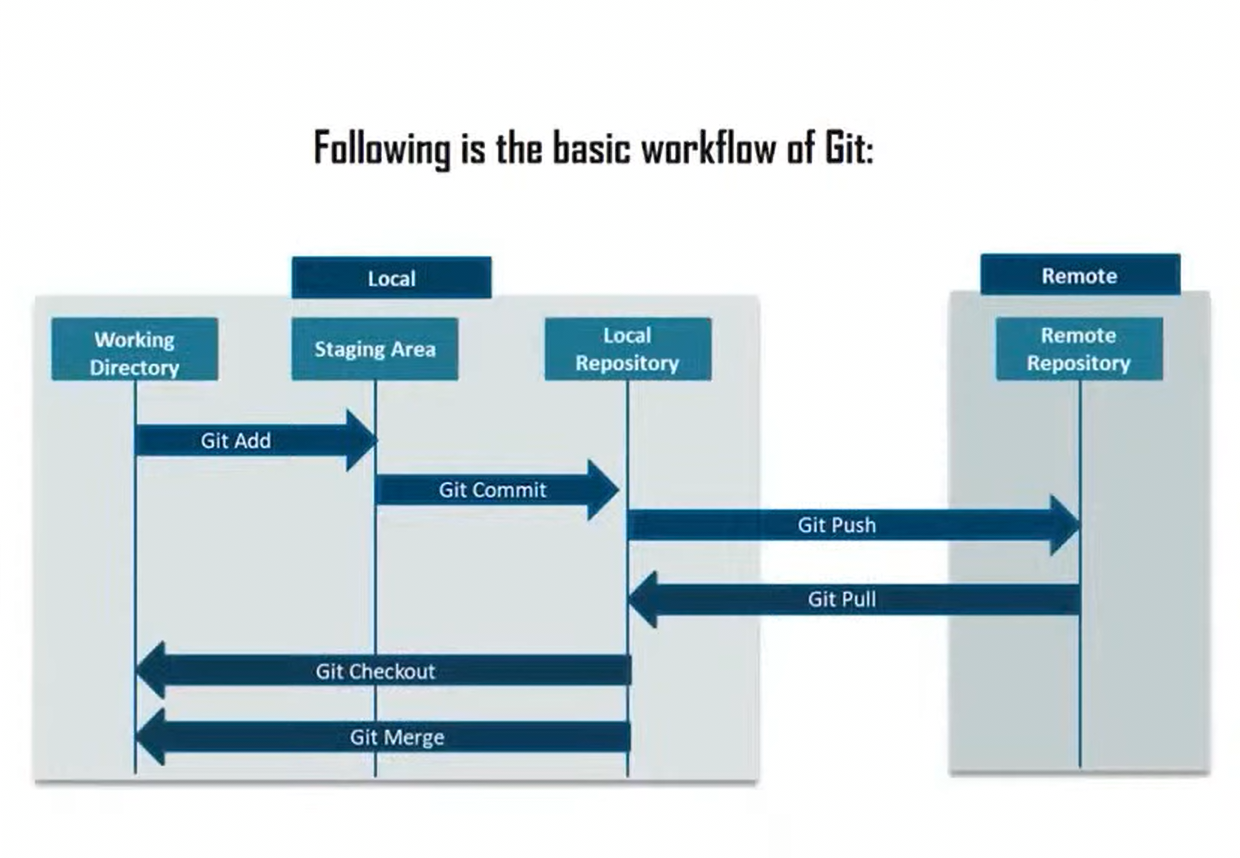 Following is the basic workflow of Git:
Local
Remote
Working
Directory
Staging Area
Local
Repository
Remote
Repository
Git Add
Git Commit
Git Push
Git Pull
Git Checkout
Git Merge